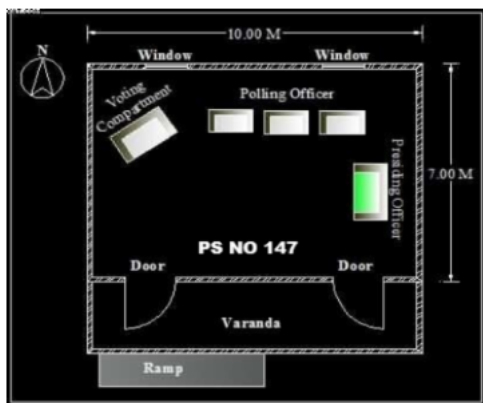 10.00 M
N
Window
Window
Voting
Compartment
Polling Officer
Presiding Officer
7.00 M
PS NO 147
Door
Door
Varanda
Ramp